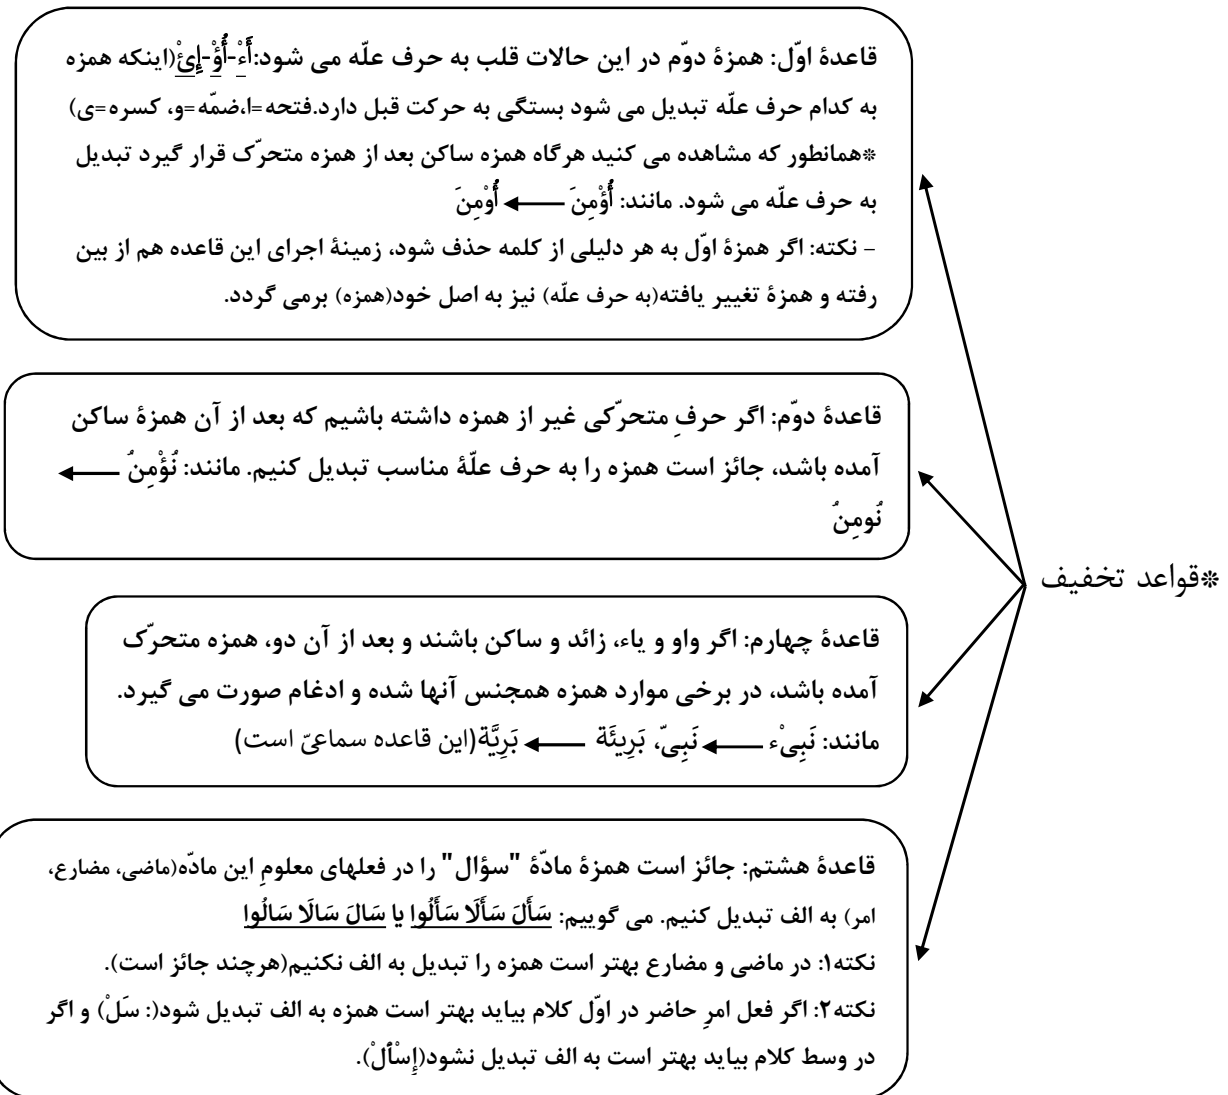 *قواعد تخفیف
قاعدۀ اوّل: همزۀ دوّم در این حالات قلب به حرف علّه می شود:أَءْ-أُؤْ-إِئْ(اینکه همزه
به کدام حرف علّه تبدیل می شود بستگی به حرکت قبل دارد.فتحه=ا،ضمّه=و، کسره=ی)
*همانطور که مشاهده می کنید هرگاه همزه ساکن بعد از همزه متحرّک قرار گیرد تبدیل
به حرف علّه می شود. مانند: أُؤْمِنَ ← أُوْمِنَ
- نکته: اگر همزۀ اوّل به هر دلیلی از کلمه حذف شود، زمینۀ اجرای این قاعده هم از بین
رفته و همزۀ تغییر یافته(به حرف علّه) نیز به اصل خود(همزه) برمی گردد.
قاعدۀ دوّم: اگر حرفِ متحرّکی غیر از همزه داشته باشیم که بعد از آن همزۀ ساکن
آمده باشد، جائز است همزه را به حرف علّۀ مناسب تبدیل کنیم. مانند: نُؤْمِنُ ←
نُومِنُ
قاعدۀ چهارم: اگر واو و یاء، زائد و ساکن باشند و بعد از آن دو، همزه متحرّک
آمده باشد، در برخی موارد همزه همجنس آنها شده و ادغام صورت می گیرد.
مانند: نَبِیْء ← نَبِیّ، بَرِیئَة ← بَرِیَّة(این قاعده سماعیّ است)
قاعدۀ هشتم: جائز است همزۀ مادّۀ "سؤال" را در فعلهای معلومِ این مادّه(ماضی، مضارع،
امر) به الف تبدیل کنیم. می گوییم: سَأَلَ سَأَلَا سَأَلُوا یا سَالَ سَالَا سَالُوا
نکته۱: در ماضی و مضارع بهتر است همزه را تبدیل به الف نکنیم(هرچند جائز است).
نکته۲: اگر فعل امرِ حاضر در اوّل کلام بیاید بهتر است همزه به الف تبدیل شود(: سَلْ) و اگر
در وسط کلام بیاید بهتر است به الف تبدیل نشود(إِسْأَلْ).